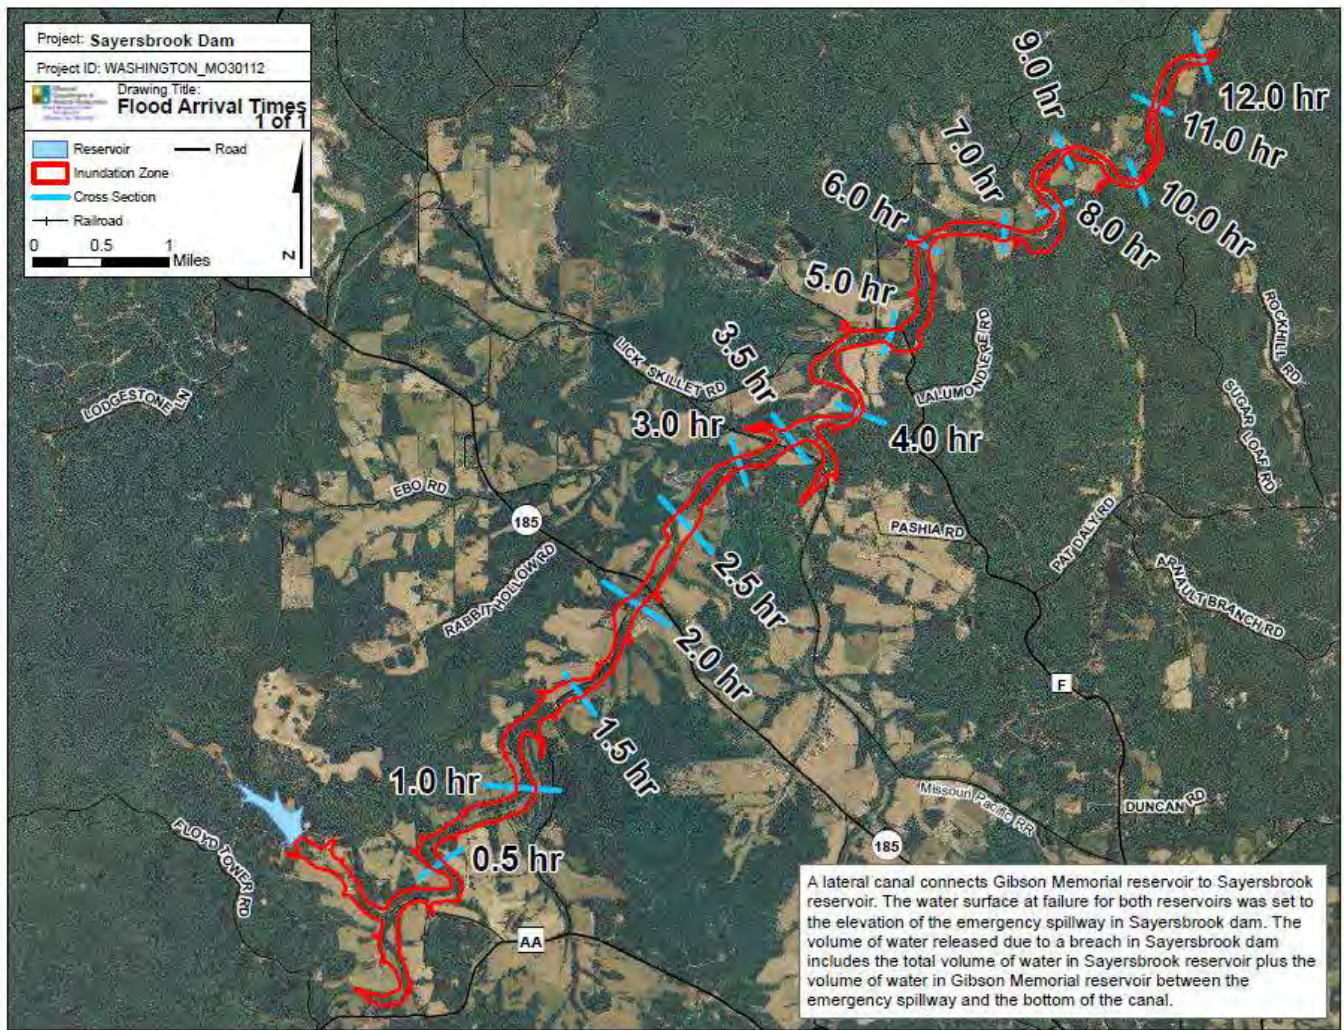 Project: Sayersbrook Dam
Project ID: WASHINGTON_MO30112
Drawing Title:
Flood Arrival Times
1 of 1
Reservoir
Road
Inundation Zone
Cross Section
Railroad
0 0.5 1
Miles
N
12.0 hr
11.0 hr
10.0 hr
9.0 hr
8.0 hr
7.0 hr
6.0 hr
5.0 hr
4.0 hr
3.5 hr
3.0 hr
2.5 hr
2.0 hr
1.5 hr
1.0 hr
0.5 hr
LICK SKILLET RD
LALUMONDIERE RD
ROCKHILL RD
SUGAR LOAF RD
LODGESTONE LN
EBO RD
185
RABBIT HOLLOW RD
PASHIA RD
PAT DALY RD
ARNAULT BRANCH RD
F
Missouri Pacific RR
DUNCAN RD
185
FLOYD TOWER RD
AA
A lateral canal connects Gibson Memorial reservoir to Sayersbrook
reservoir. The water surface at failure for both reservoirs was set to
the elevation of the emergency spillway in Sayersbrook dam. The
volume of water released due to a breach in Sayersbrook dam
includes the total volume of water in Sayersbrook reservoir plus the
volume of water in Gibson Memorial reservoir between the
emergency spillway and the bottom of the canal.